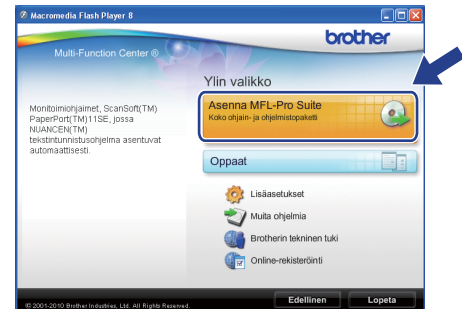 Macromedia Flash Player 8
brother
Multi-Function Center ®
Ylin valikko
Monitoimiohjaimet, ScanSoft(TM)
PaperPort(TM)11SE, jossa
NUANCEN(TM)
tekstintunnistusohjelma asentuvat
automaattisesti.
Asenna MFL-Pro Suite
Koko ohjain- ja ohjelmistopaketti
Oppaat
Lisäasetukset
Muita ohjelmia
Brotherin tekninen tuki
Online-rekisteröinti
© 2001-2010 Brother Industries, Ltd. All Rights Reserved.
Edellinen
Lopeta